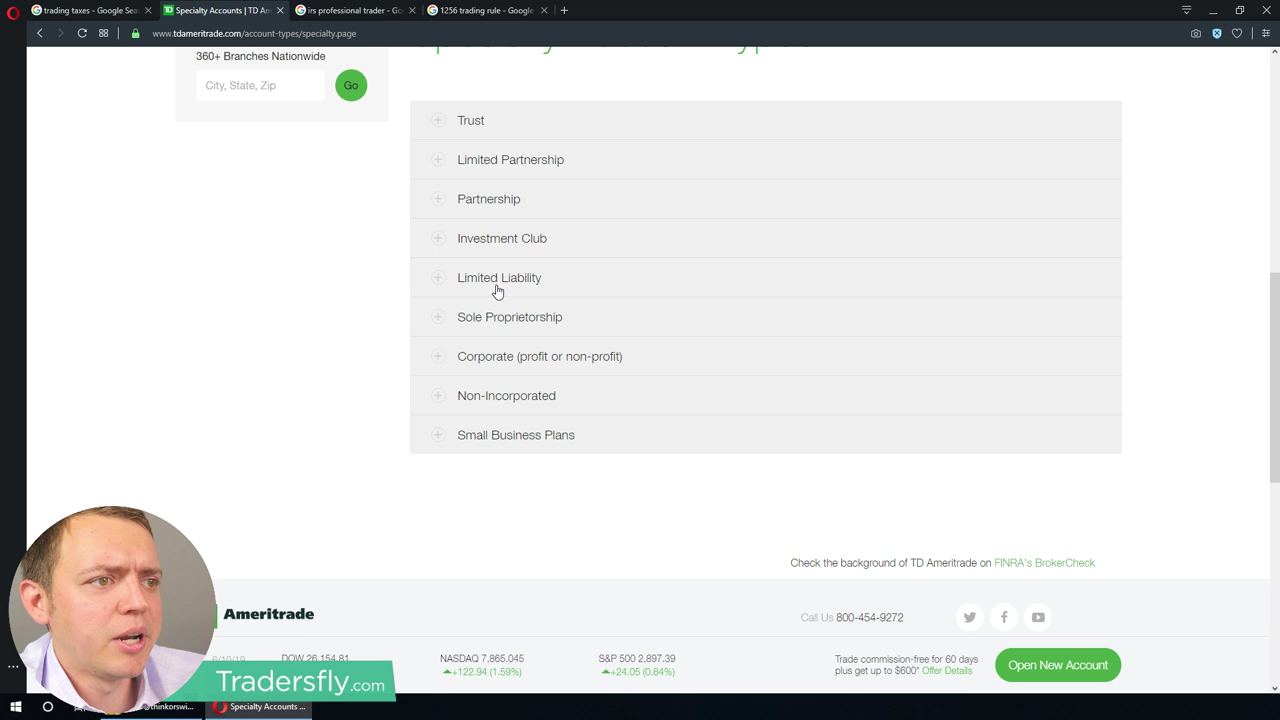 trading taxes - Google Sea
Specialty Accounts | TD Am
irs professional trader - Go
1256 trading rule - Google
www.tdameritrade.com/account-types/specialty.page
360+ Branches Nationwide
City, State, Zip
Go
Trust
Limited Partnership
Partnership
Investment Club
Limited Liability
Sole Proprietorship
Corporate (profit or non-profit)
Non-Incorporated
Small Business Plans
Check the background of TD Ameritrade on FINRA's BrokerCheck
Ameritrade
Call Us 800-454-9272
6/10/19
DOW 26,154.81
NASDAQ 7,865.045
+122.94 (1.59%)
S&P 500 2,897.39
+24.05 (0.84%)
Trade commission-free for 60 days
plus get up to $600* Offer Details
Open New Account
Tradersfly.com
thinkorswi...
Specialty Accounts ...